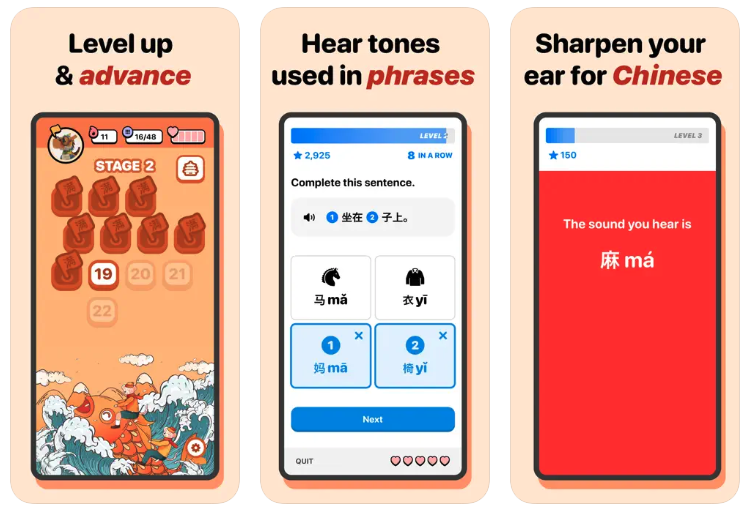 Level up
& advance
11
16/48
STAGE 2
19
20
21
22
Hear tones
used in phrases
LEVEL 2
2,925
8 IN A ROW
Complete this sentence.
1 坐在 2 子上。
马 mǎ
衣 yī
1
2
妈 mā
椅 yǐ
Next
QUIT
Sharpen your
ear for Chinese
LEVEL 3
150
The sound you hear is
麻 má